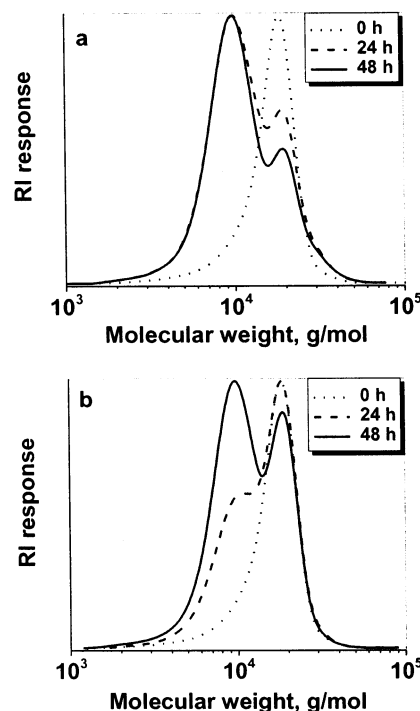 a
0 h
24 h
48 h
RI response
10³ 10⁴ 10⁵
Molecular weight, g/mol
b
0 h
24 h
48 h
RI response
10³ 10⁴ 10⁵
Molecular weight, g/mol